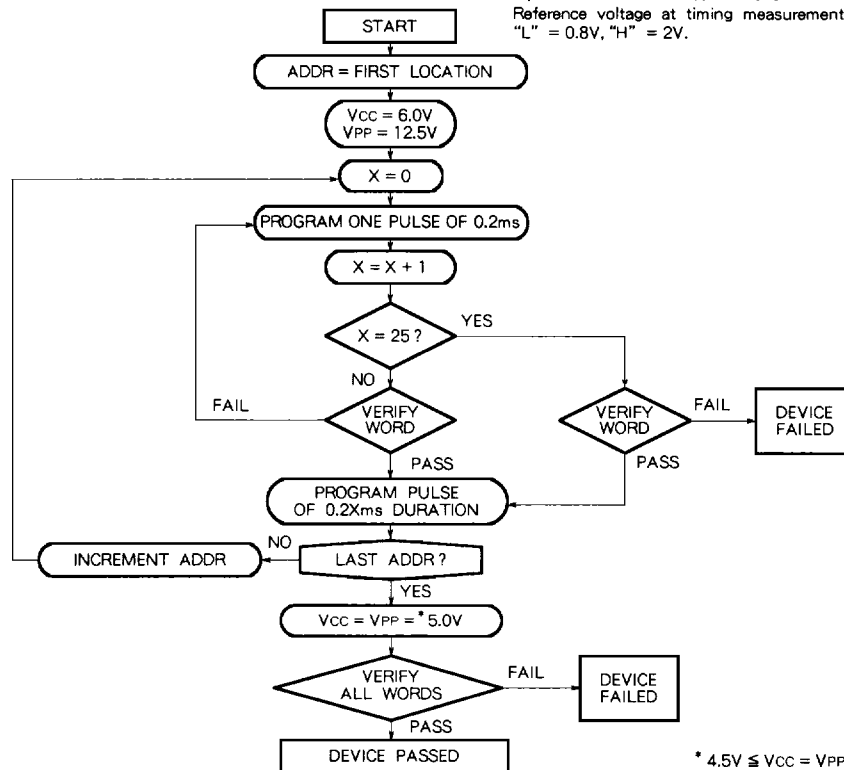 Reference voltage at timing measurement
"L" = 0.8V, "H" = 2V.
START
ADDR = FIRST LOCATION
VCC = 6.0V
VPP = 12.5V
X = 0
PROGRAM ONE PULSE OF 0.2ms
X = X + 1
X = 25 ?
YES
NO
FAIL
VERIFY
WORD
PASS
VERIFY
WORD
FAIL
PASS
DEVICE
FAILED
PROGRAM PULSE
OF 0.2Xms DURATION
LAST ADDR ?
NO
INCREMENT ADDR
YES
VCC = VPP = * 5.0V
VERIFY
ALL WORDS
FAIL
DEVICE
FAILED
PASS
DEVICE PASSED
* 4.5V ≦ VCC = VPP